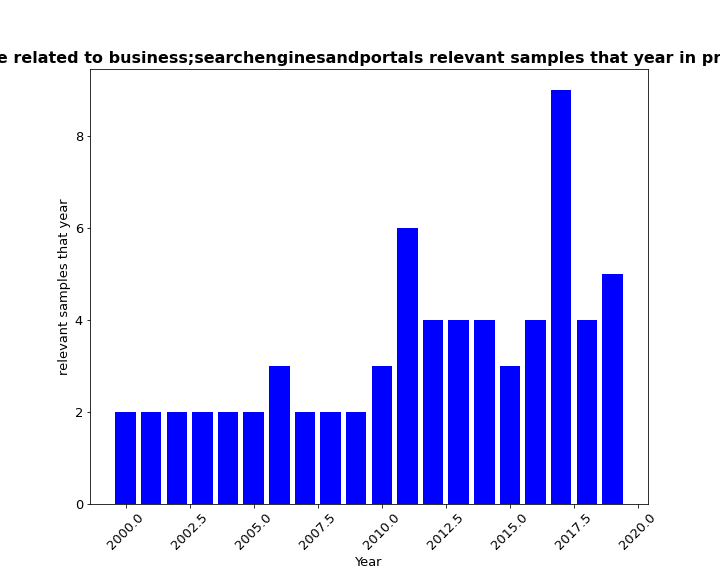 e related to business;searchenginesandportals relevant samples that year in pr
relevant samples that year
8
6
4
2
0
2000.0 2002.5 2005.0 2007.5 2010.0 2012.5 2015.0 2017.5 2020.0
Year